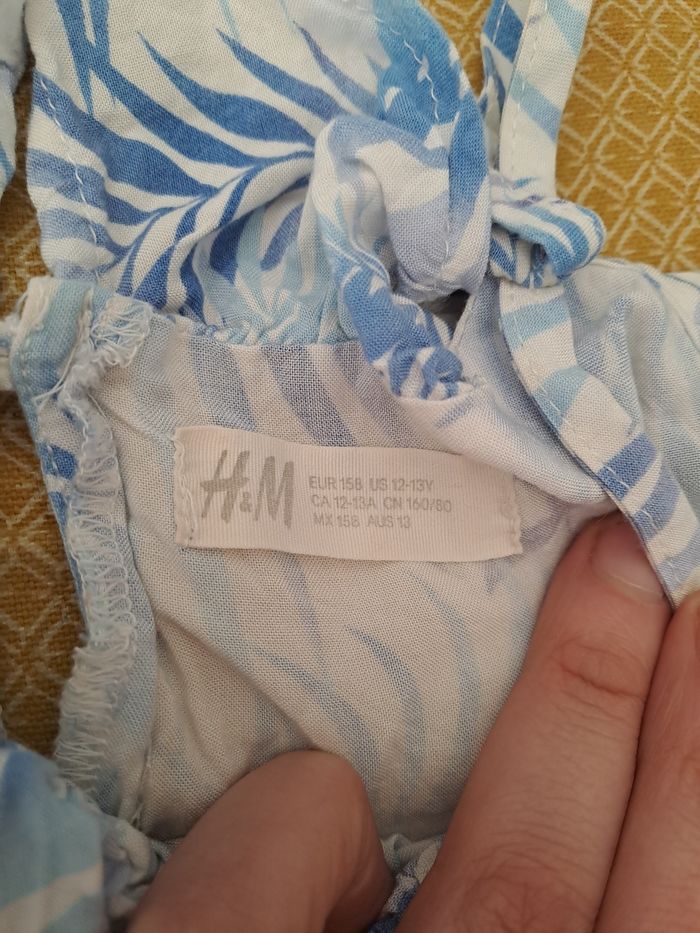 H&M
EUR 158 US 12-13Y
CA 12-13A CN 160/80
MX 158 AUS 13